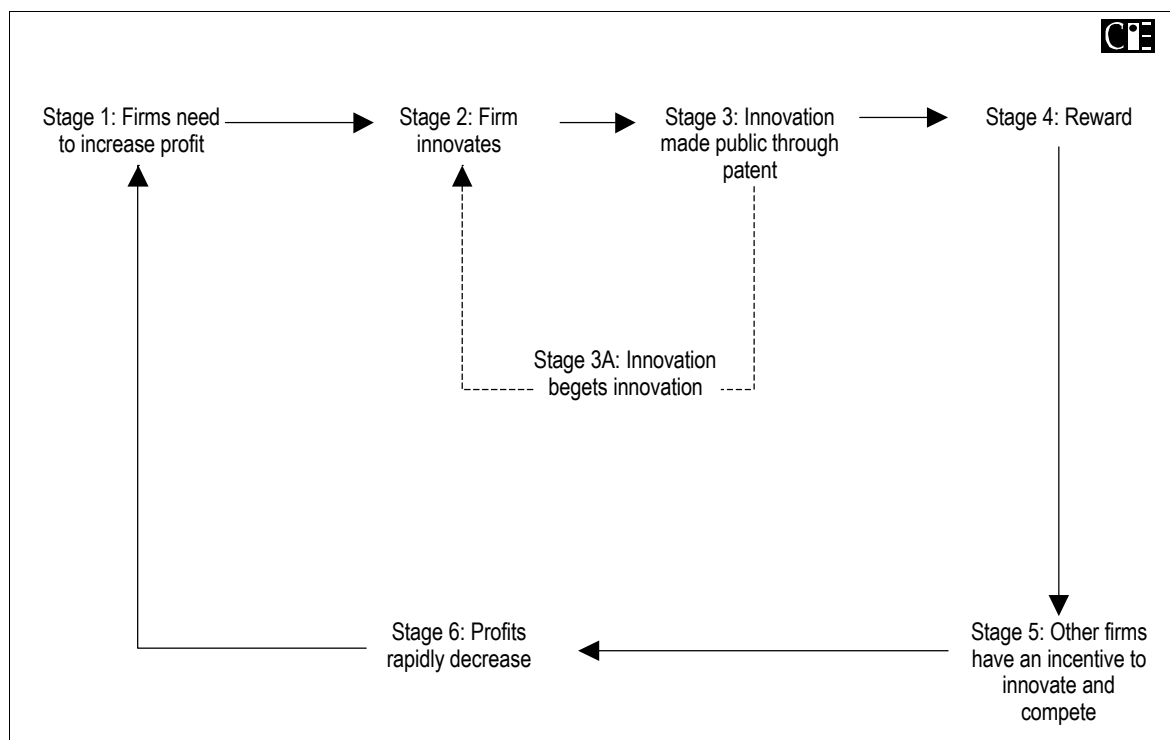 CIE
Stage 1: Firms need
to increase profit
Stage 2: Firm
innovates
Stage 3: Innovation
made public through
patent
Stage 4: Reward
Stage 3A: Innovation
begets innovation
Stage 5: Other firms
have an incentive to
innovate and
compete
Stage 6: Profits
rapidly decrease